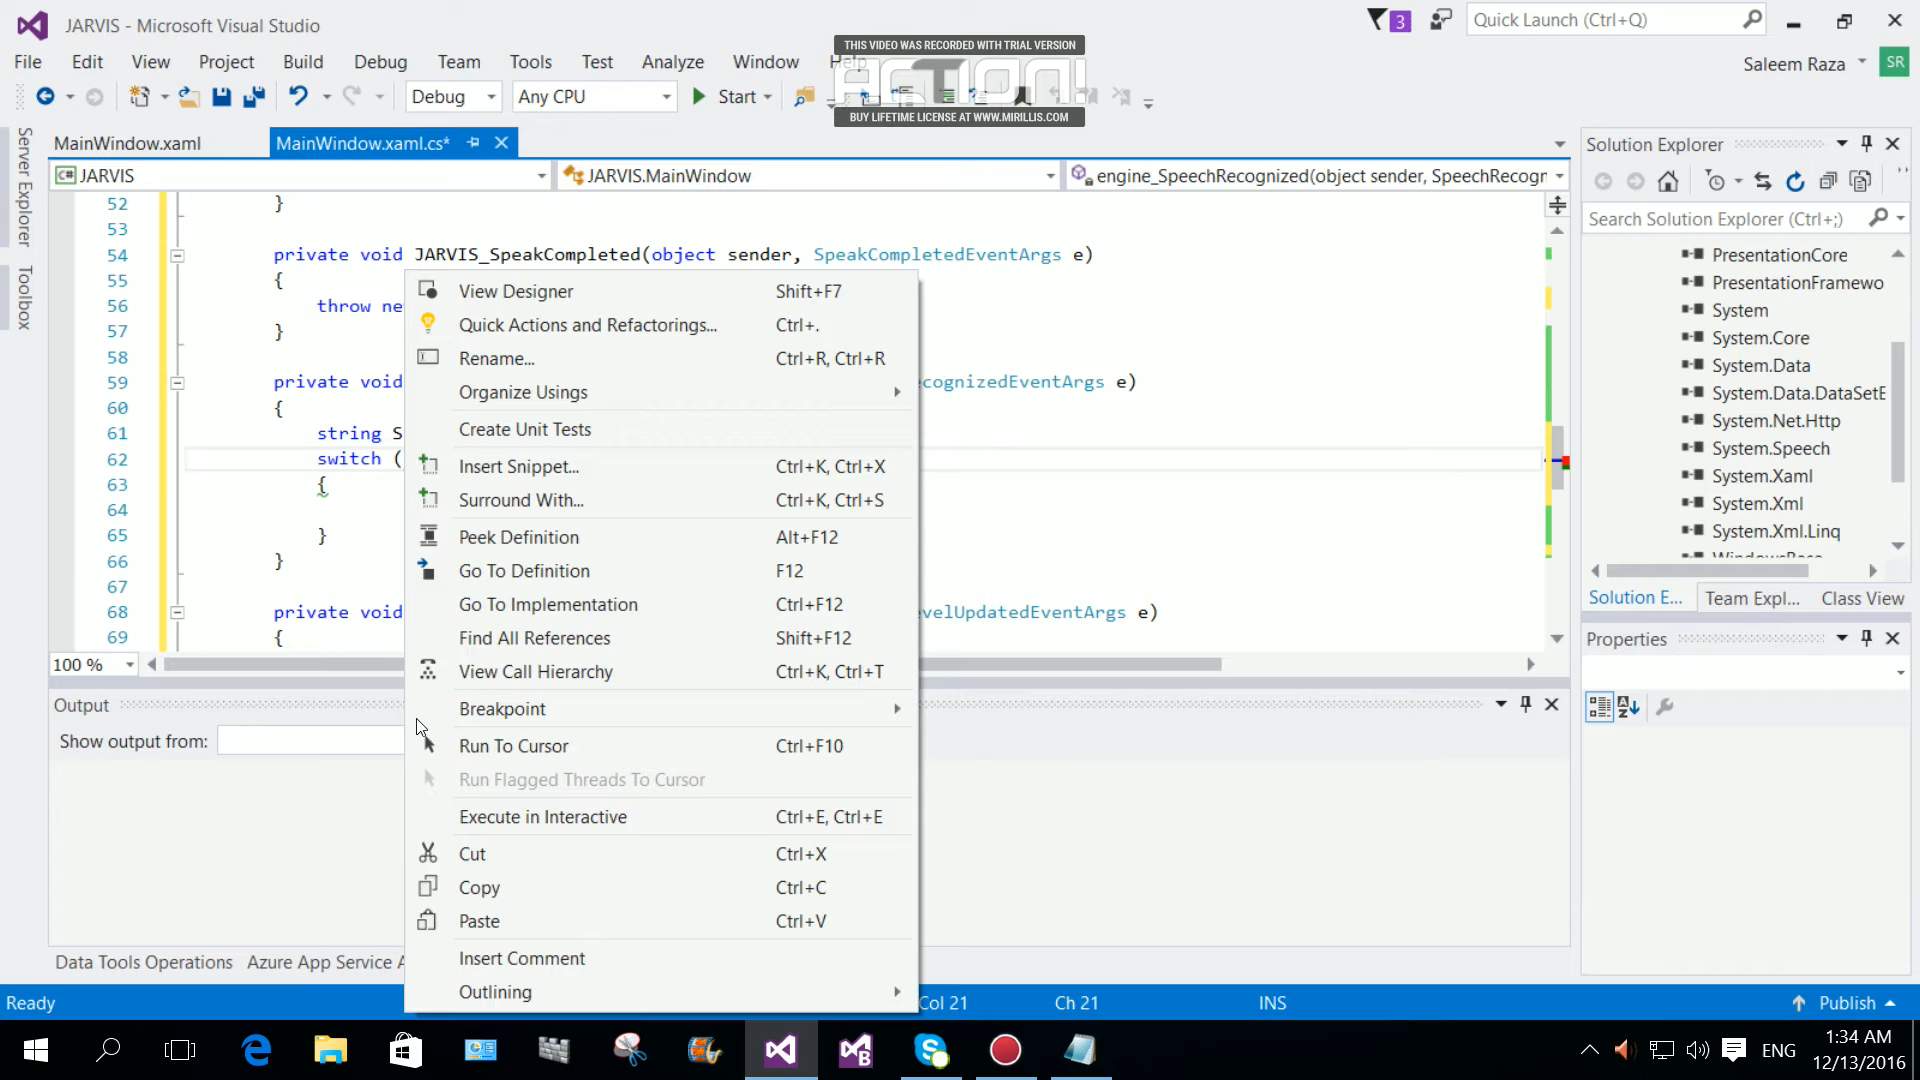 JARVIS - Microsoft Visual Studio
3
Quick Launch (Ctrl+Q)
THIS VIDEO WAS RECORDED WITH TRIAL VERSION
ACTION!
BUY LIFETIME LICENSE AT WWW.MIRILLIS.COM
File Edit View Project Build Debug Team Tools Test Analyze Window Help
Saleem Raza SR
Debug Any CPU Start
Server Explorer
Toolbox
MainWindow.xaml MainWindow.xaml.cs*
C# JARVIS JARVIS.MainWindow engine_SpeechRecognized(object sender, SpeechRecogn
52 }
53
54 private void JARVIS_SpeakCompleted(object sender, SpeakCompletedEventArgs e)
55 {
56 throw ne
57 }
58
59 private void cognizedEventArgs e)
60 {
61 string S
62 switch (
63 {
64
65 }
66 }
67
68 private void evelUpdatedEventArgs e)
69 {
100 %
View Designer Shift+F7
Quick Actions and Refactorings... Ctrl+.
Rename... Ctrl+R, Ctrl+R
Organize Usings
Create Unit Tests
Insert Snippet... Ctrl+K, Ctrl+X
Surround With... Ctrl+K, Ctrl+S
Peek Definition Alt+F12
Go To Definition F12
Go To Implementation Ctrl+F12
Find All References Shift+F12
View Call Hierarchy Ctrl+K, Ctrl+T
Breakpoint
Run To Cursor Ctrl+F10
Run Flagged Threads To Cursor
Execute in Interactive Ctrl+E, Ctrl+E
Cut Ctrl+X
Copy Ctrl+C
Paste Ctrl+V
Insert Comment
Outlining
Output
Show output from:
Data Tools Operations Azure App Service A
Solution Explorer
Search Solution Explorer (Ctrl+;)
PresentationCore
PresentationFramewo
System
System.Core
System.Data
System.Data.DataSetE
System.Net.Http
System.Speech
System.Xaml
System.Xml
System.Xml.Linq
Solution E... Team Expl... Class View
Properties
Ready Col 21 Ch 21 INS Publish
ENG
1:34 AM
12/13/2016